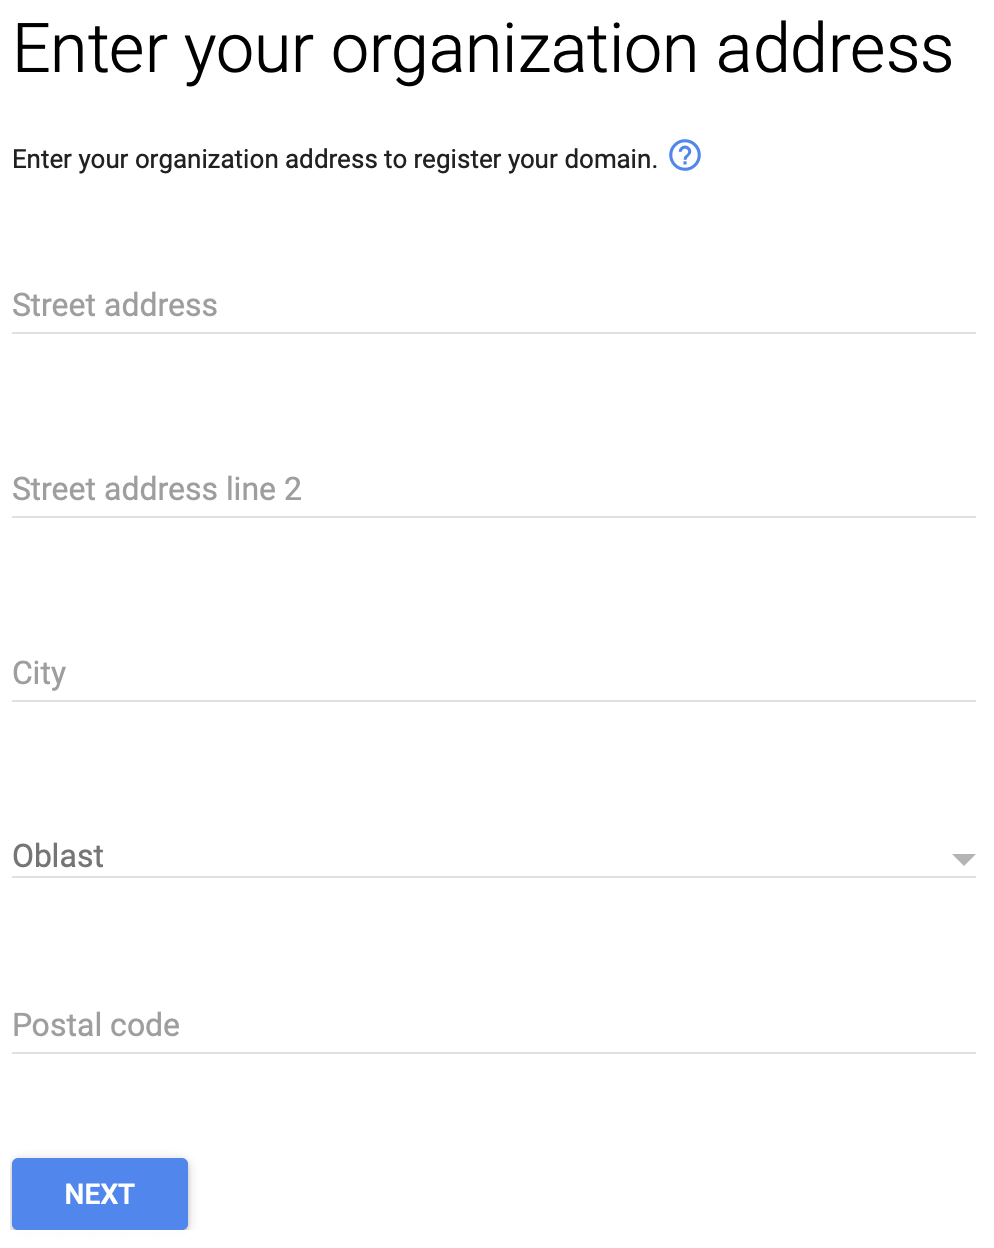 Enter your organization address
Enter your organization address to register your domain. ?
Street address
Street address line 2
City
Oblast
Postal code
NEXT